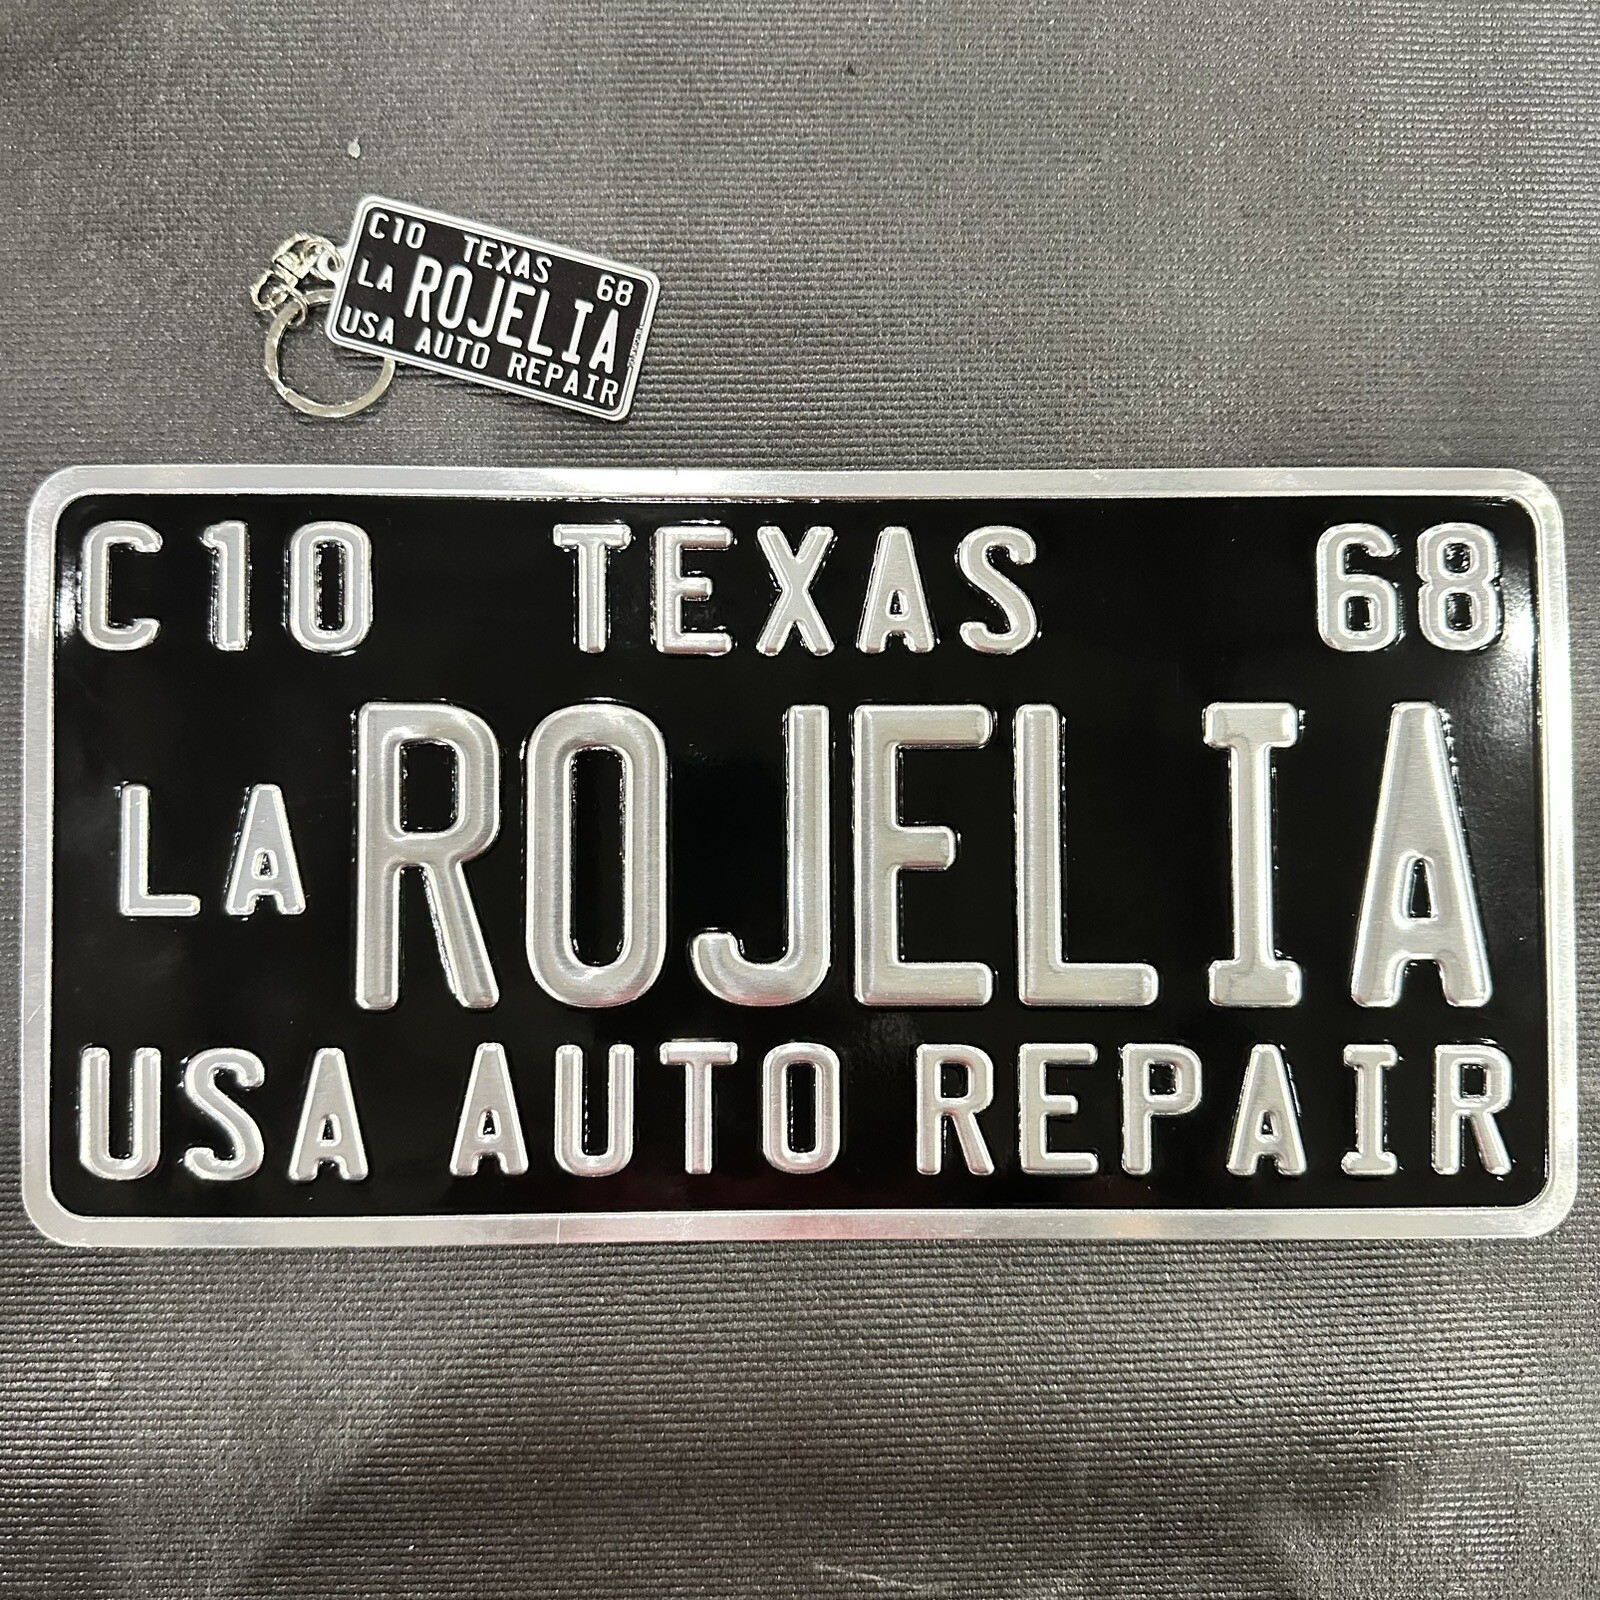 C10 TEXAS 68
LA ROJELIA
USA AUTO REPAIR
C10 TEXAS 68
LA ROJELIA
USA AUTO REPAIR